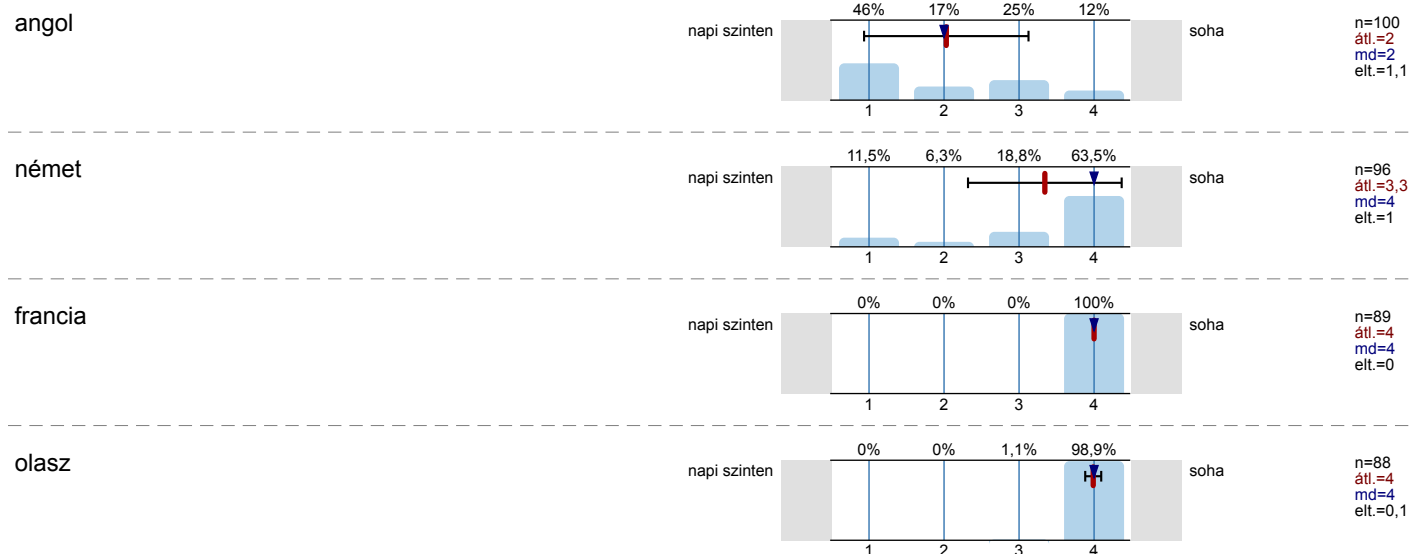 angol
46% 17% 25% 12%
napi szinten soha
1 2 3 4
n=100
átl.=2
md=2
elt.=1,1
német
11,5% 6,3% 18,8% 63,5%
napi szinten soha
1 2 3 4
n=96
átl.=3,3
md=4
elt.=1
francia
0% 0% 0% 100%
napi szinten soha
1 2 3 4
n=89
átl.=4
md=4
elt.=0
olasz
0% 0% 1,1% 98,9%
napi szinten soha
1 2 3 4
n=88
átl.=4
md=4
elt.=0,1